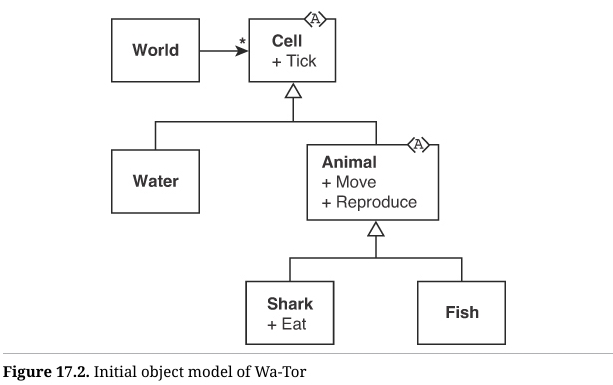 <A>
World
*
Cell
+ Tick
Water
<A>
Animal
+ Move
+ Reproduce
Shark
+ Eat
Fish
Figure 17.2. Initial object model of Wa-Tor